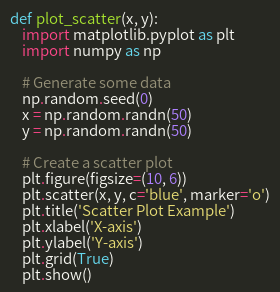 def plot_scatter(x, y):
    import matplotlib.pyplot as plt
    import numpy as np

    # Generate some data
    np.random.seed(0)
    x = np.random.randn(50)
    y = np.random.randn(50)

    # Create a scatter plot
    plt.figure(figsize=(10, 6))
    plt.scatter(x, y, c='blue', marker='o')
    plt.title('Scatter Plot Example')
    plt.xlabel('X-axis')
    plt.ylabel('Y-axis')
    plt.grid(True)
    plt.show()